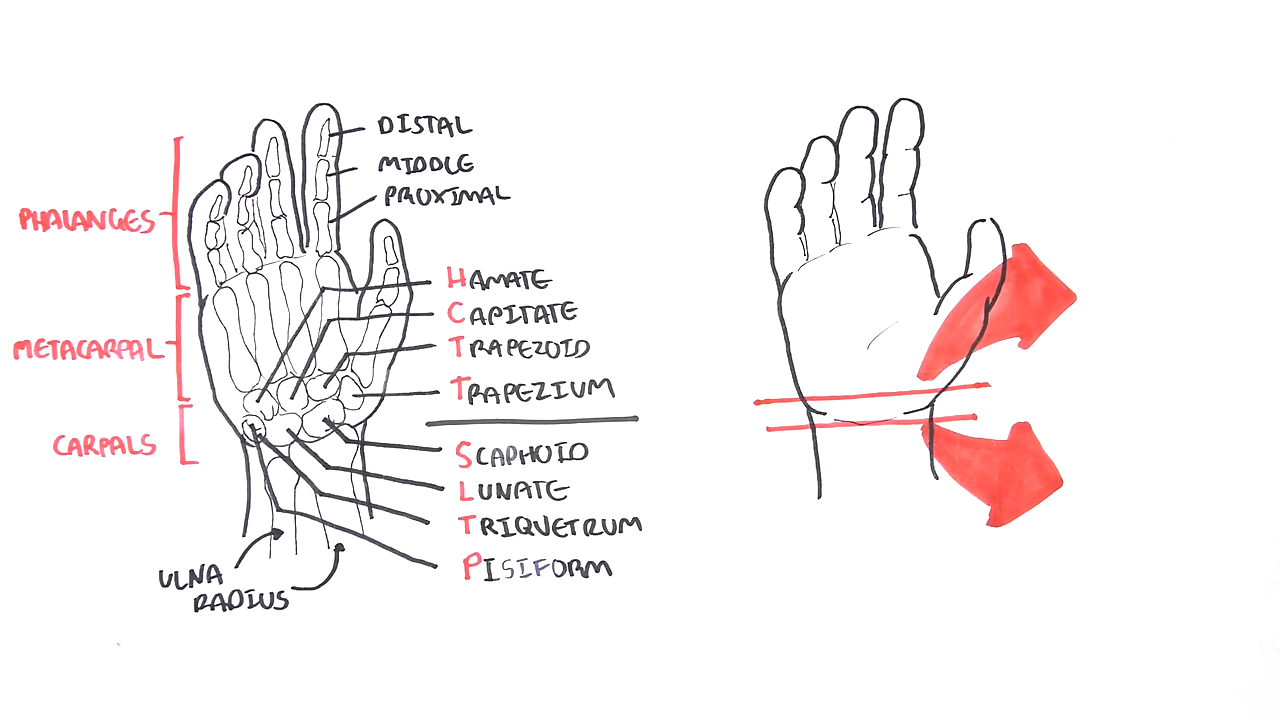 DISTAL
MIDDLE
PROXIMAL
PHALANGES
HAMATE
CAPITATE
METACARPAL
TRAPEZOID
TRAPEZIUM
CARPALS
SCAPHOID
LUNATE
TRIQUETRUM
PISIFORM
ULNA
RADIUS